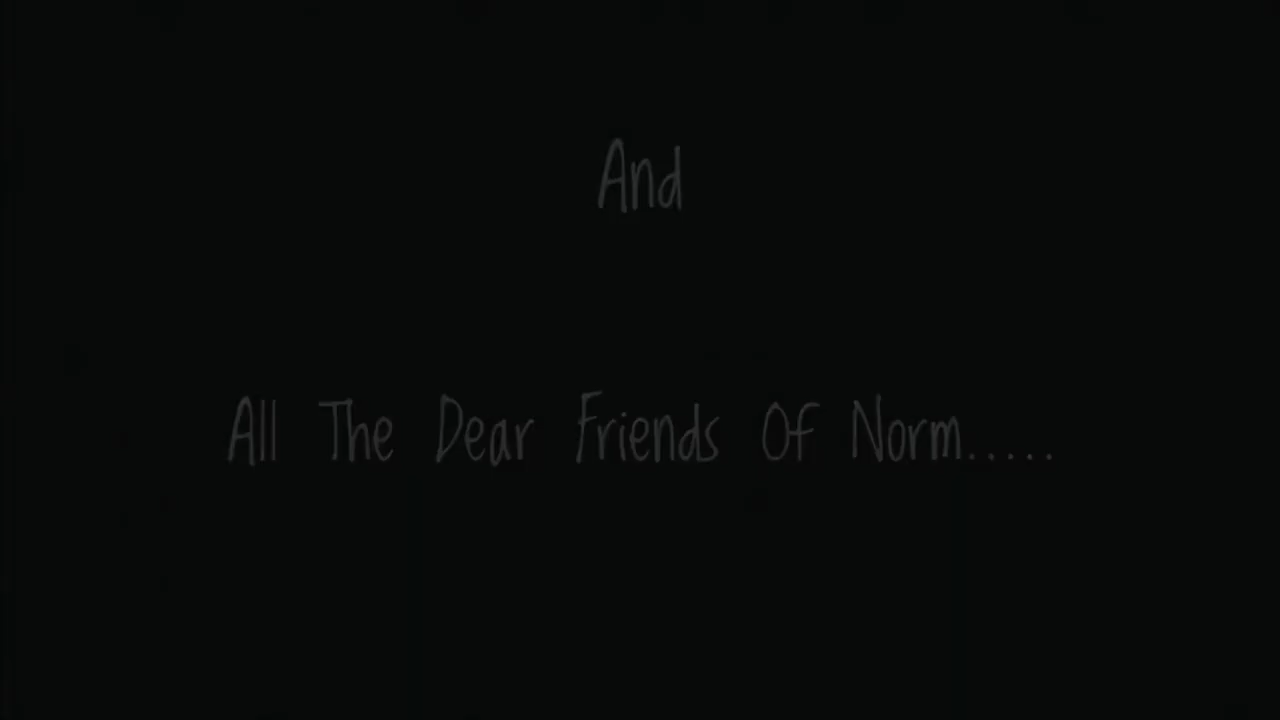 And
All The Dear Friends Of Norm.....